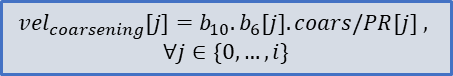 vel_coarsening[j] = b_10. b_6[j]. coars/PR[j] ,
∀j ∈ {0, … , i}